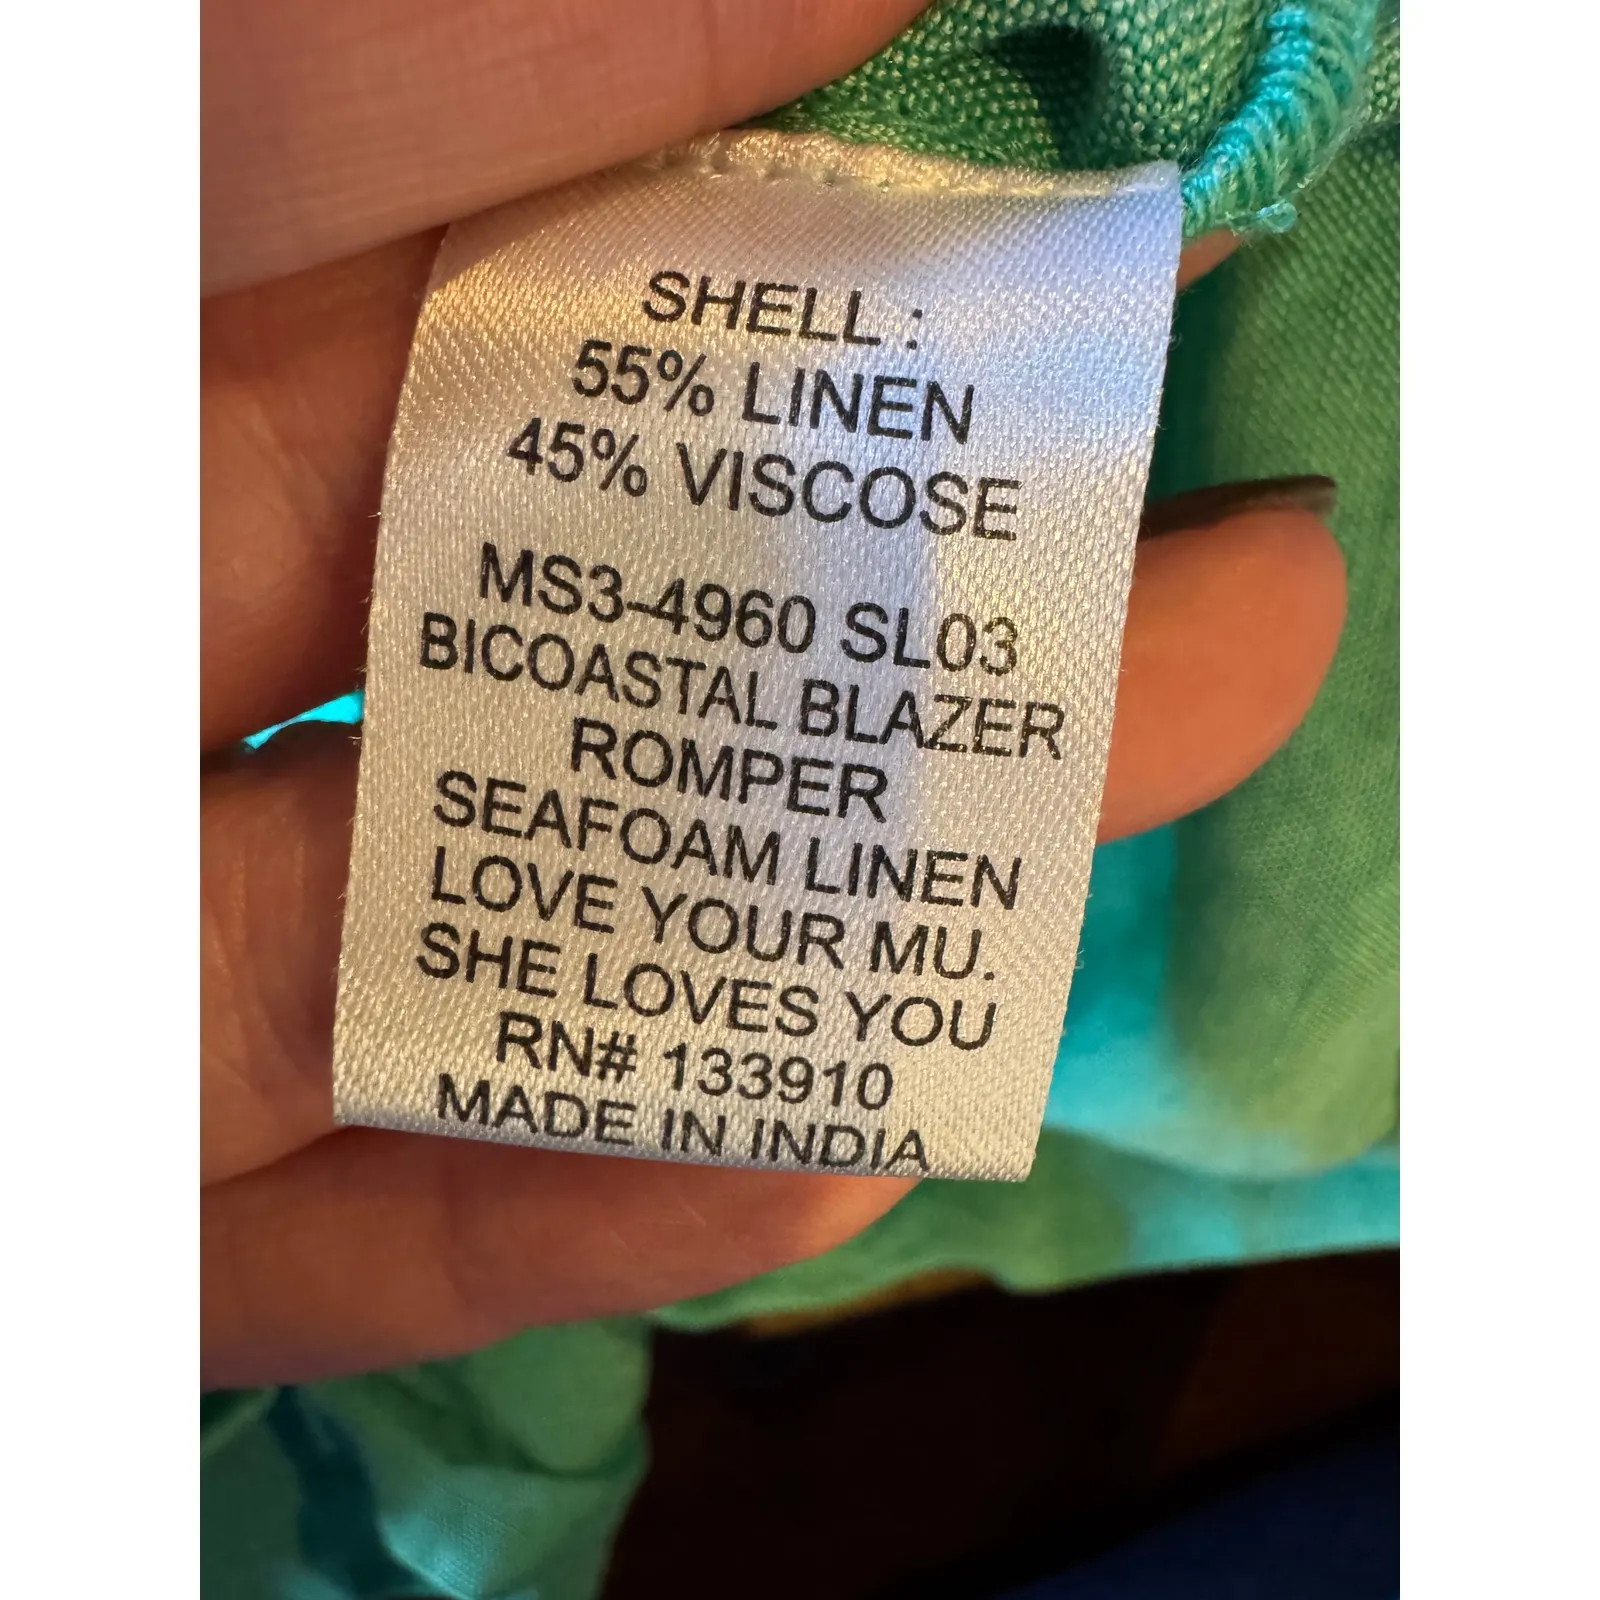 SHELL :
55% LINEN
45% VISCOSE
MS3-4960 SL03
BICOASTAL BLAZER
ROMPER
SEAFOAM LINEN
LOVE YOUR MU.
SHE LOVES YOU
RN# 133910
MADE IN INDIA